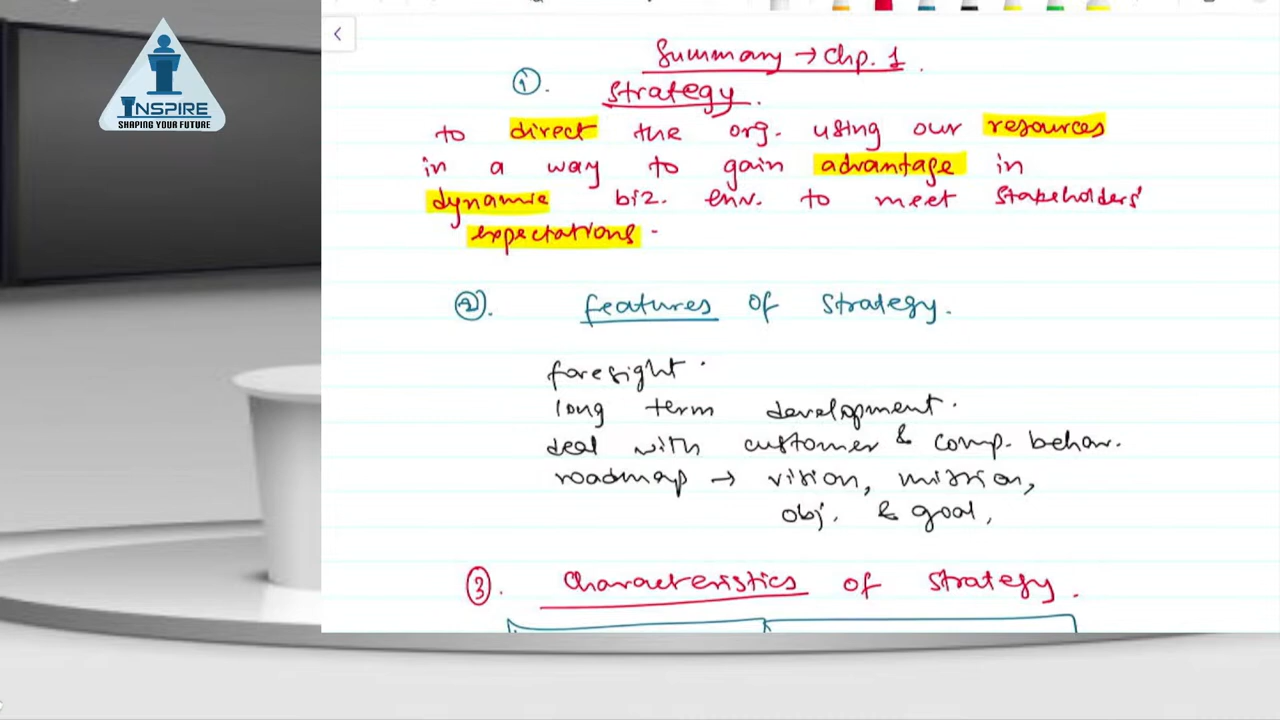 INSPIRE
SHAPING YOUR FUTURE
Summary → Chp. 1.
①. Strategy.
to direct the org. using our resources
in a way to gain advantage in
dynamic biz. env. to meet stakeholders'
expectations.
②. features of strategy.
foresight.
long term development.
deal with customer & comp. behav.
roadmap → vision, mission,
obj. & goal,
③. Characteristics of strategy.